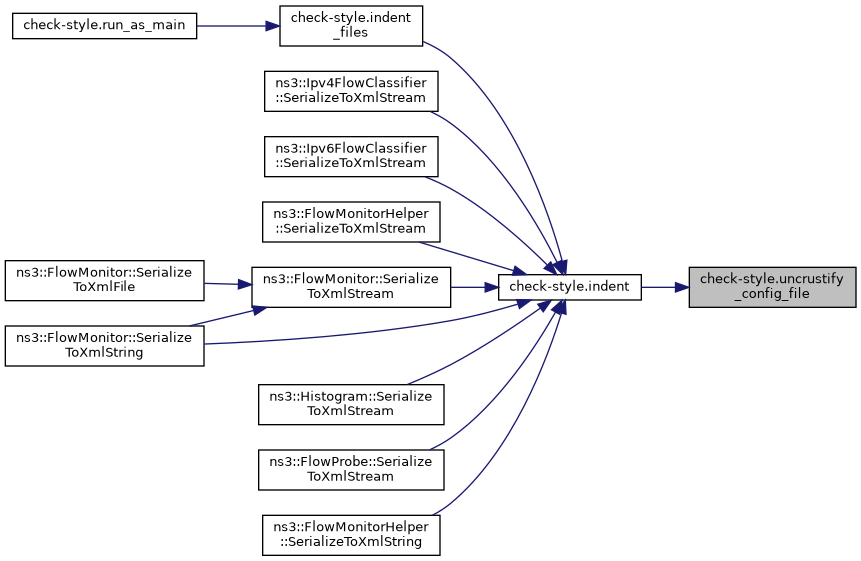 check-style.run_as_main
check-style.indent
_files
ns3::Ipv4FlowClassifier
::SerializeToXmlStream
ns3::Ipv6FlowClassifier
::SerializeToXmlStream
ns3::FlowMonitorHelper
::SerializeToXmlStream
ns3::FlowMonitor::Serialize
ToXmlFile
ns3::FlowMonitor::Serialize
ToXmlStream
check-style.indent
check-style.uncrustify
_config_file
ns3::FlowMonitor::Serialize
ToXmlString
ns3::Histogram::Serialize
ToXmlStream
ns3::FlowProbe::Serialize
ToXmlStream
ns3::FlowMonitorHelper
::SerializeToXmlString